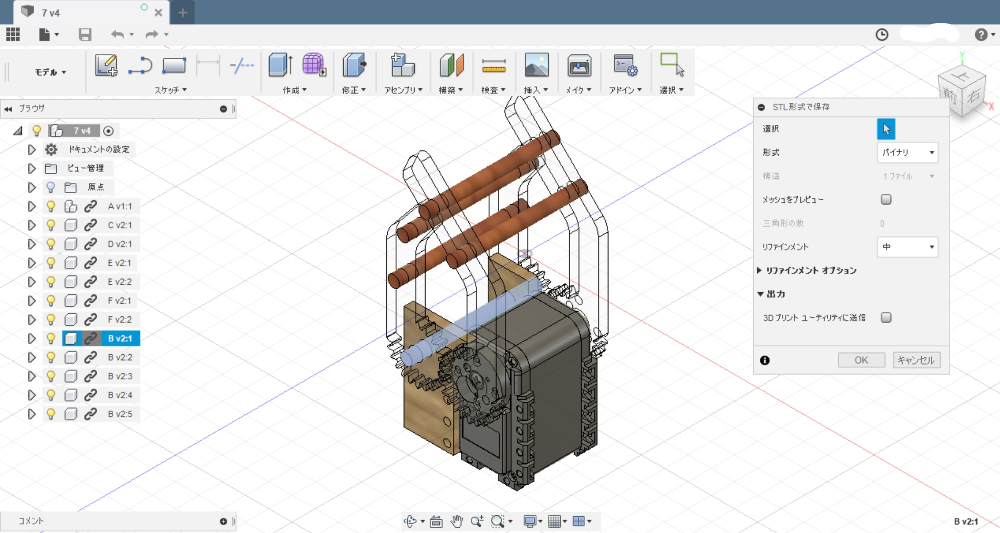 7 v4
モデル
スケッチ
作成
修正
アセンブリ
構築
検査
挿入
メイク
アドイン
選択
上
前
右
Y
X
ブラウザ
7 v4
ドキュメントの設定
ビュー管理
原点
A v1:1
C v2:1
D v2:1
E v2:1
E v2:2
F v2:1
F v2:2
B v2:1
B v2:2
B v2:3
B v2:4
B v2:5
STL 形式で保存
選択
形式 バイナリ
構造 1 ファイル
メッシュをプレビュー
三角形の数 0
リファインメント 中
リファインメント オプション
出力
3D プリント ユーティリティに送信
OK キャンセル
コメント
B v2:1